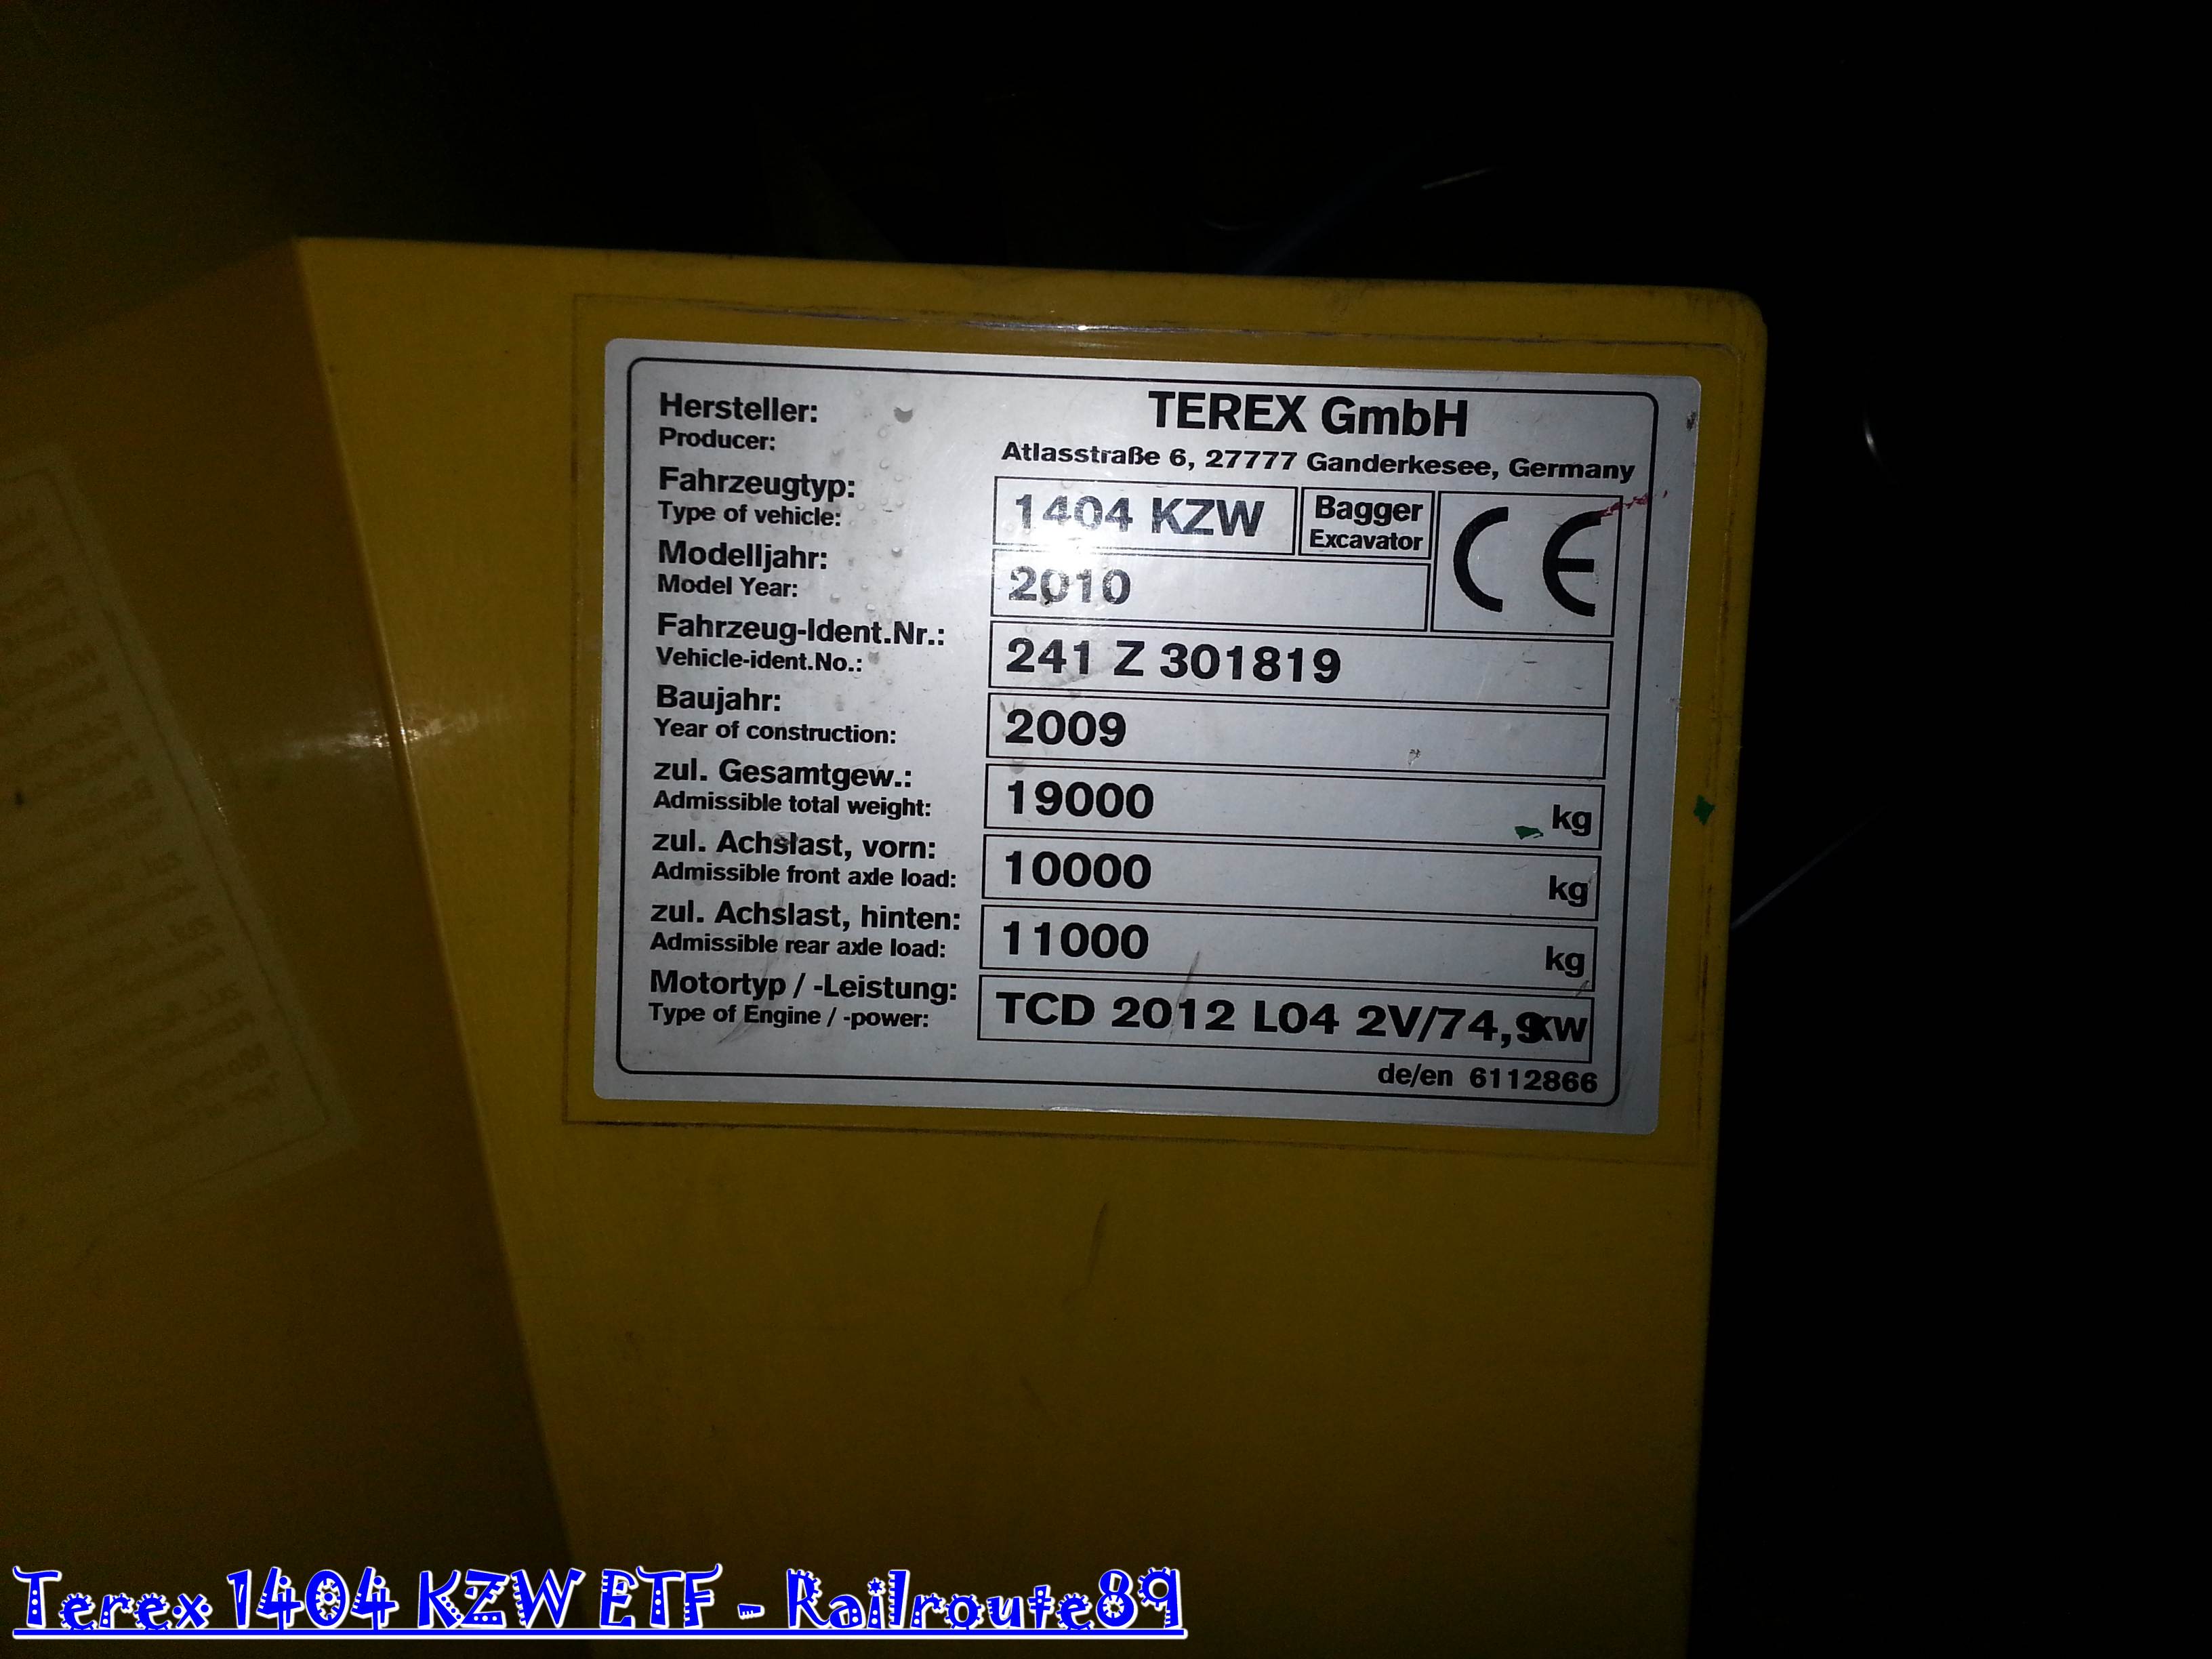 Hersteller: TEREX GmbH
Producer: Atlasstraße 6, 27777 Ganderkesee, Germany
Fahrzeugtyp: 1404 KZW Bagger CE
Type of vehicle: Excavator
Modelljahr: 2010
Model Year:
Fahrzeug-Ident.Nr.: 241 Z 301819
Vehicle-ident.No.:
Baujahr: 2009
Year of construction:
zul. Gesamtgew.: 19000 kg
Admissible total weight:
zul. Achslast, vorn: 10000 kg
Admissible front axle load:
zul. Achslast, hinten: 11000 kg
Admissible rear axle load:
Motortyp / -Leistung: TCD 2012 L04 2V/74,9KW
Type of Engine / -power:
de/en 6112866
Terex 1404 KZW ETF - Railroute89